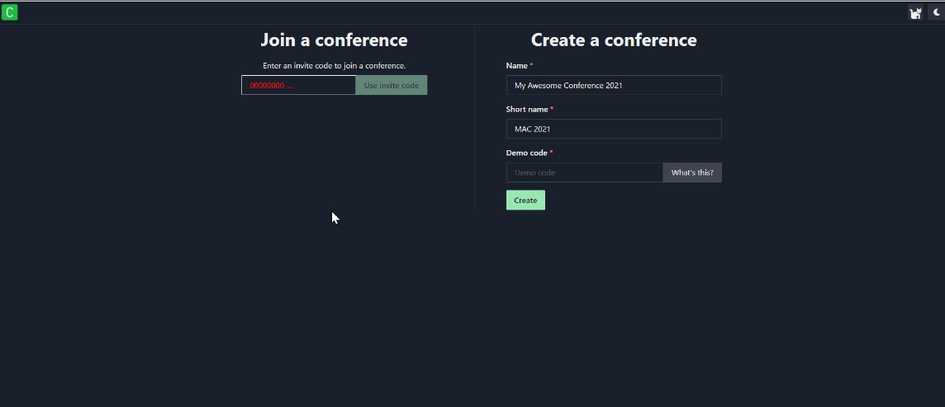 C
Join a conference
Enter an invite code to join a conference.
00000000 ...
Use invite code
Create a conference
Name *
My Awesome Conference 2021
Short name *
MAC 2021
Demo code *
Demo code
What's this?
Create